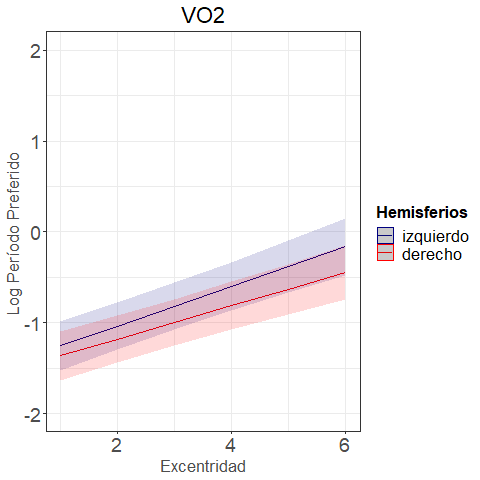 VO2
Log Período Preferido
2
1
0
-1
-2
2 4 6
Excentridad
Hemisferios
izquierdo
derecho